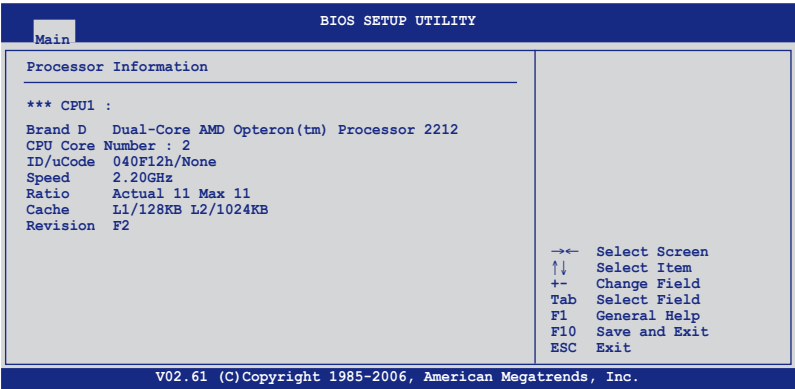 BIOS SETUP UTILITY
Main
Processor Information
*** CPU1 :
Brand D Dual-Core AMD Opteron(tm) Processor 2212
CPU Core Number : 2
ID/uCode 040F12h/None
Speed 2.20GHz
Ratio Actual 11 Max 11
Cache L1/128KB L2/1024KB
Revision F2
→← Select Screen
↑↓ Select Item
+- Change Field
Tab Select Field
F1 General Help
F10 Save and Exit
ESC Exit
V02.61 (C)Copyright 1985-2006, American Megatrends, Inc.